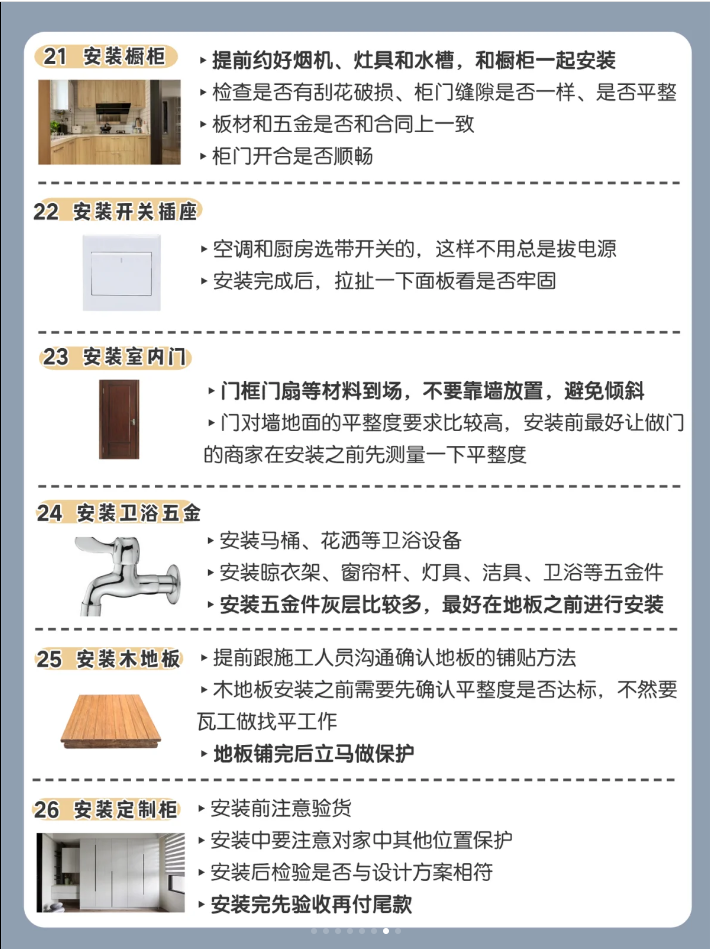 21 安装橱柜
▸提前约好烟机、灶具和水槽，和橱柜一起安装
▸检查是否有刮花破损、柜门缝隙是否一样、是否平整
▸板材和五金是否和合同上一致
▸柜门开合是否顺畅
22 安装开关插座
▸空调和厨房选带开关的，这样不用总是拔电源
▸安装完成后，拉扯一下面板看是否牢固
23 安装室内门
▸门框门扇等材料到场，不要靠墙放置，避免倾斜
▸门对墙地面的平整度要求比较高，安装前最好让做门
的商家在安装之前先测量一下平整度
24 安装卫浴五金
▸安装马桶、花洒等卫浴设备
▸安装晾衣架、窗帘杆、灯具、洁具、卫浴等五金件
▸安装五金件灰层比较多，最好在地板之前进行安装
25 安装木地板
▸提前跟施工人员沟通确认地板的铺贴方法
▸木地板安装之前需要先确认平整度是否达标，不然要
瓦工做找平工作
▸地板铺完后立马做保护
26 安装定制柜
▸安装前注意验货
▸安装中要注意对家中其他位置保护
▸安装后检验是否与设计方案相符
▸安装完先验收再付尾款